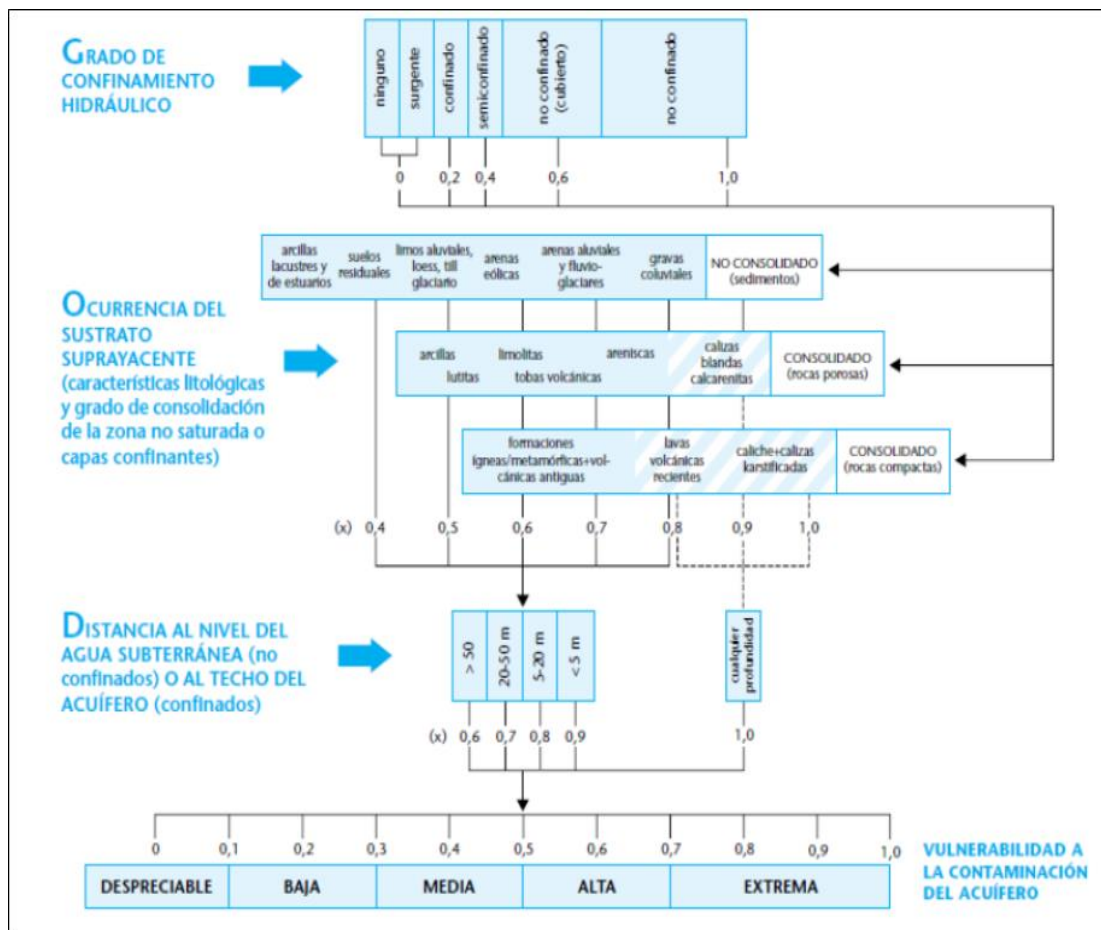 GRADO DE
CONFINAMIENTO
HIDRÁULICO
ninguno
surgente
confinado
semiconfinado
no confinado
(cubierto)
no confinado
0
0,2
0,4
0,6
1,0
OCURRENCIA DEL
SUSTRATO
SUPRAYACENTE
(características litológicas
y grado de consolidación
de la zona no saturada o
capas confinantes)
arcillas
lacustres y
de estuarios
suelos
residuales
limos aluviales,
loess, till
glaciario
arenas
eólicas
arenas aluviales
y fluvio-
glaciares
gravas
coluviales
NO CONSOLIDADO
(sedimentos)
arcillas
lutitas
limolitas
tobas volcánicas
areniscas
calizas
blandas
calcarenitas
CONSOLIDADO
(rocas porosas)
formaciones
ígneas/metamórficas+vol-
cánicas antiguas
lavas
volcánicas
recientes
caliche+calizas
karstificadas
CONSOLIDADO
(rocas compactas)
(x) 0,4 0,5 0,6 0,7 0,8 0,9 1,0
DISTANCIA AL NIVEL DEL
AGUA SUBTERRÁNEA (no
confinados) O AL TECHO DEL
ACUÍFERO (confinados)
> 50
20-50 m
5-20 m
< 5 m
cualquier
profundidad
(x) 0,6 0,7 0,8 0,9 1,0
0 0,1 0,2 0,3 0,4 0,5 0,6 0,7 0,8 0,9 1,0
DESPRECIABLE BAJA MEDIA ALTA EXTREMA
VULNERABILIDAD A
LA CONTAMINACIÓN
DEL ACUÍFERO